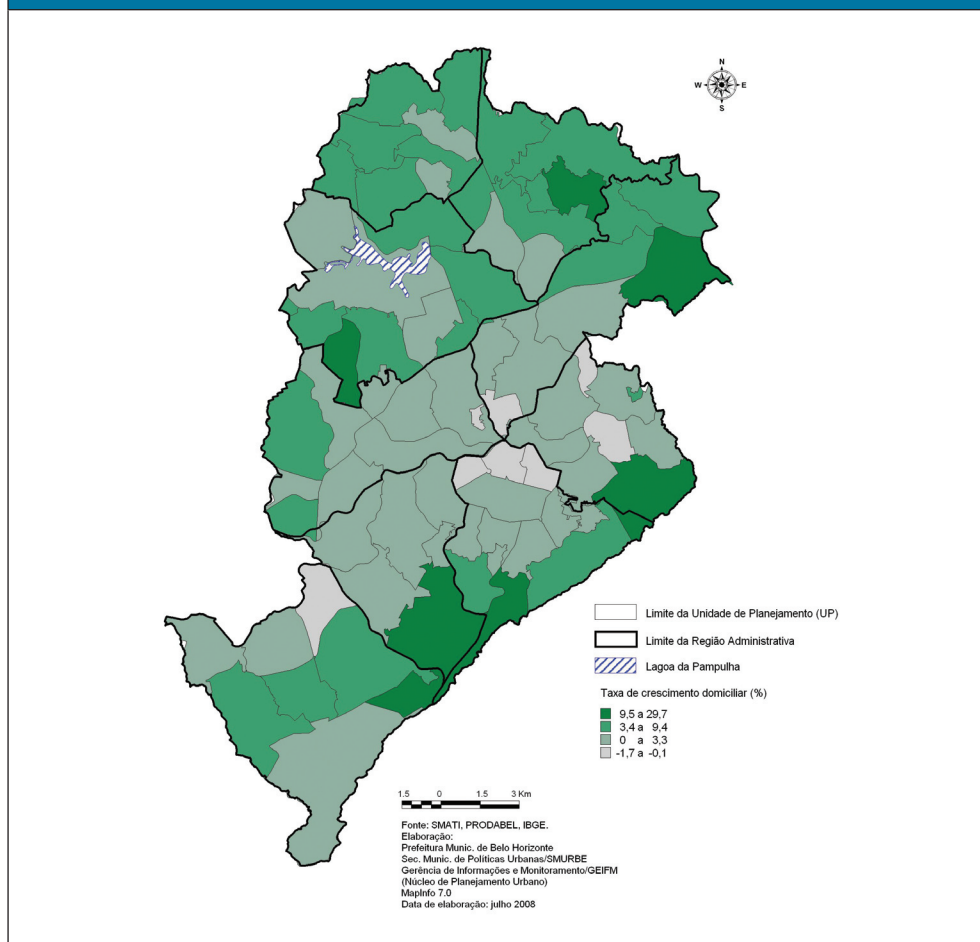 N
W E
S
Limite da Unidade de Planejamento (UP)
Limite da Região Administrativa
Lagoa da Pampulha
Taxa de crescimento domiciliar (%)
9,5 a 29,7
3,4 a 9,4
0 a 3,3
-1,7 a -0,1
1.5 0 1.5 3 Km
Fonte: SMATI, PRODABEL, IBGE.
Elaboração:
Prefeitura Munic. de Belo Horizonte
Sec. Munic. de Políticas Urbanas/SMURBE
Gerência de Informações e Monitoramento/GEIFM
(Núcleo de Planejamento Urbano)
MapInfo 7.0
Data de elaboração: julho 2008